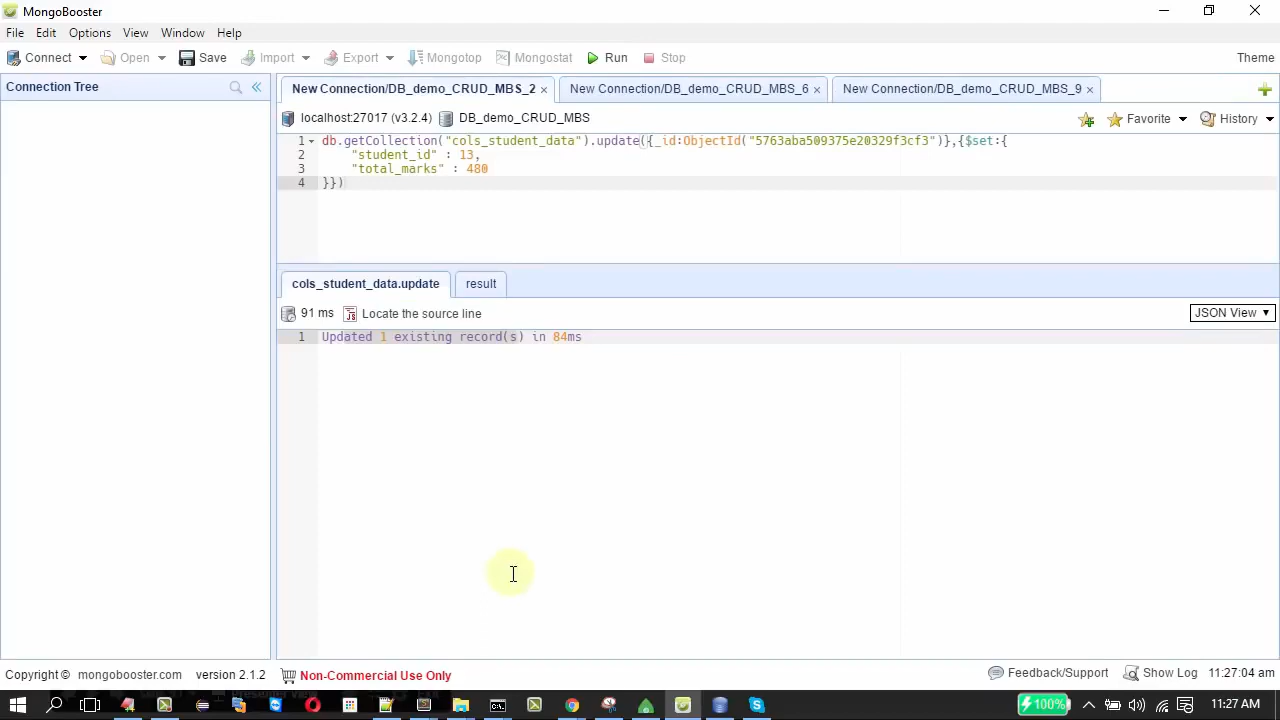 MongoBooster
File Edit Options View Window Help
Connect Open Save Import Export Mongotop Mongostat Run Stop Theme
Connection Tree
New Connection/DB_demo_CRUD_MBS_2 × New Connection/DB_demo_CRUD_MBS_6 × New Connection/DB_demo_CRUD_MBS_9 ×
localhost:27017 (v3.2.4) DB_demo_CRUD_MBS Favorite History
1 db.getCollection("cols_student_data").update({_id:ObjectId("5763aba509375e20329f3cf3")},{$set:{
2 "student_id" : 13,
3 "total_marks" : 480
4 }})
cols_student_data.update result
91 ms Locate the source line JSON View
1 Updated 1 existing record(s) in 84ms
Copyright © mongobooster.com version 2.1.2 Non-Commercial Use Only Feedback/Support Show Log 11:27:04 am
100% 11:27 AM